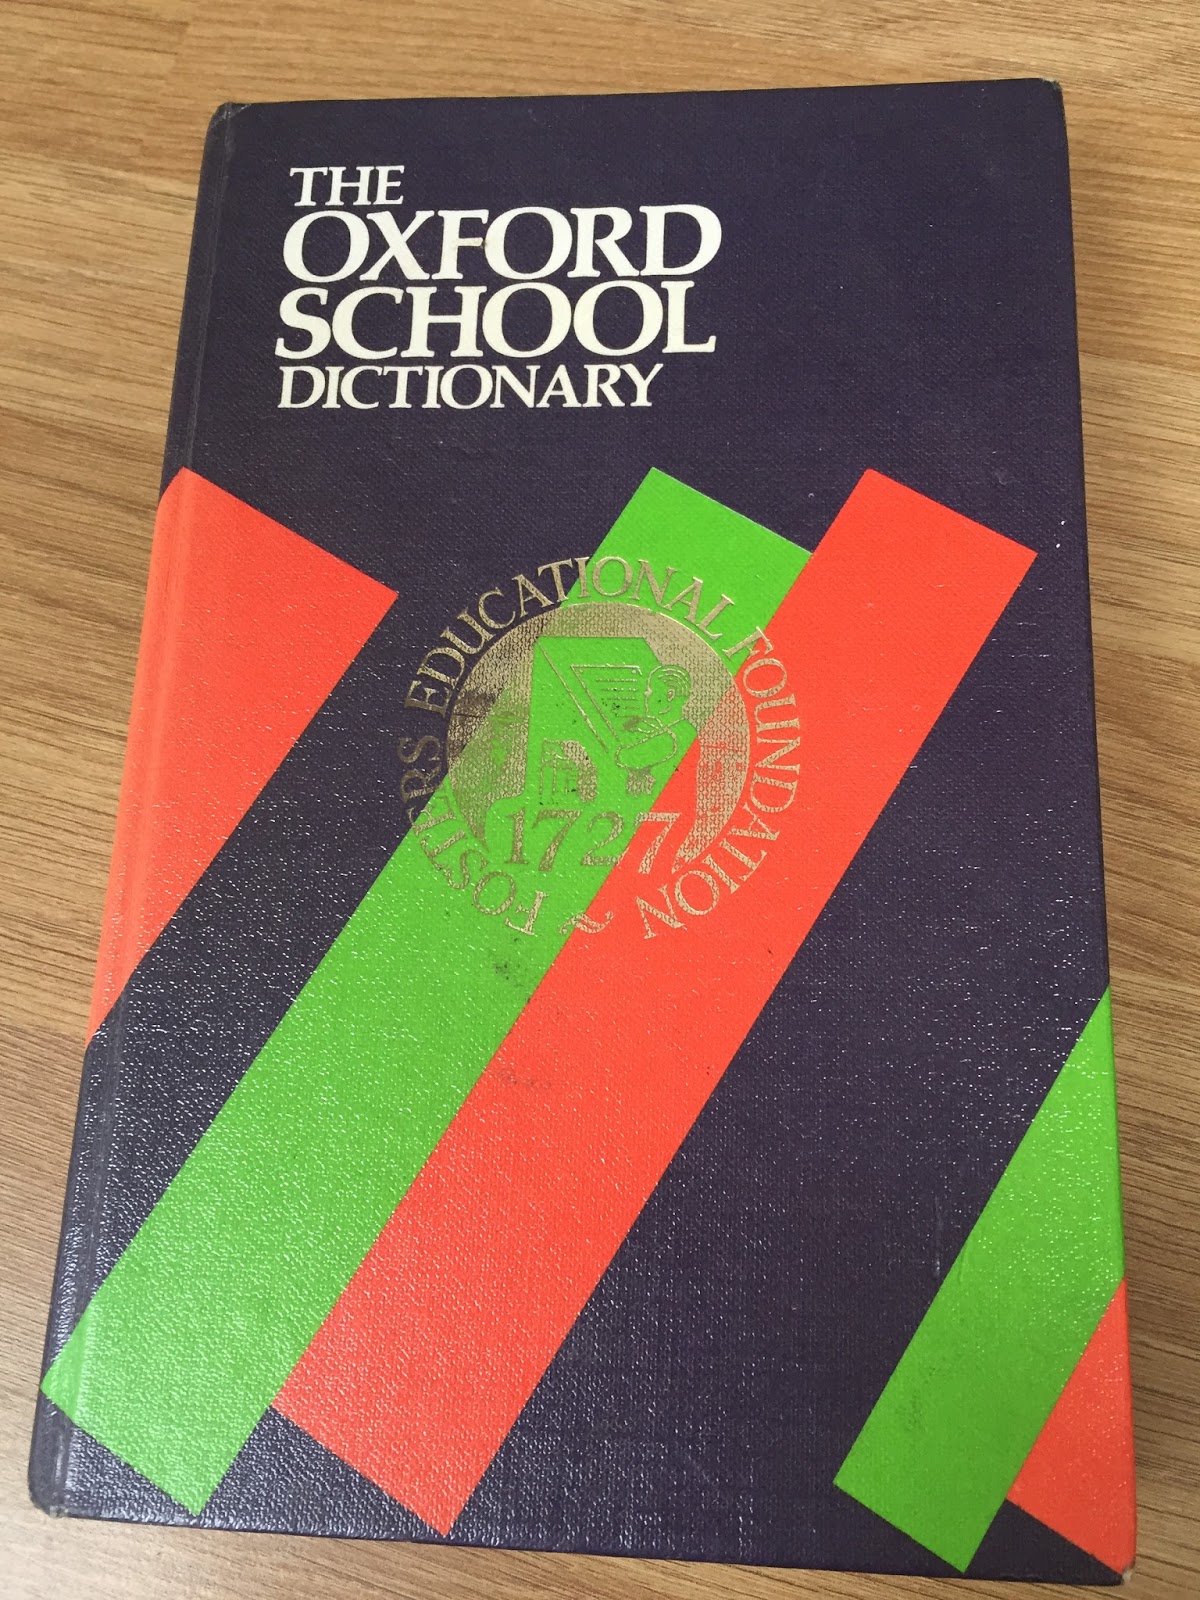 THE
OXFORD
SCHOOL
DICTIONARY
FOSTERS EDUCATIONAL FOUNDATION ~
1727